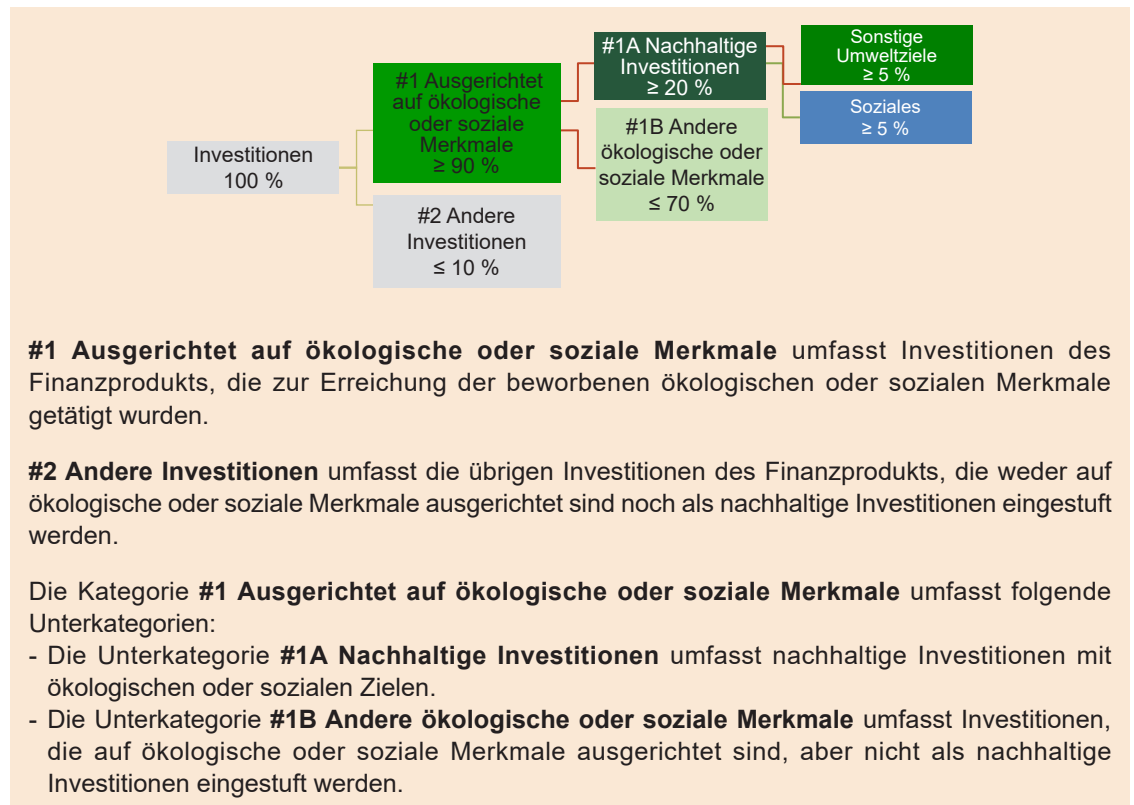 Investitionen
100 %
#1 Ausgerichtet
auf ökologische
oder soziale
Merkmale
≥ 90 %
#2 Andere
Investitionen
≤ 10 %
#1A Nachhaltige
Investitionen
≥ 20 %
#1B Andere
ökologische oder
soziale Merkmale
≤ 70 %
Sonstige
Umweltziele
≥ 5 %
Soziales
≥ 5 %
#1 Ausgerichtet auf ökologische oder soziale Merkmale umfasst Investitionen des
Finanzprodukts, die zur Erreichung der beworbenen ökologischen oder sozialen Merkmale
getätigt wurden.
#2 Andere Investitionen umfasst die übrigen Investitionen des Finanzprodukts, die weder auf
ökologische oder soziale Merkmale ausgerichtet sind noch als nachhaltige Investitionen eingestuft
werden.
Die Kategorie #1 Ausgerichtet auf ökologische oder soziale Merkmale umfasst folgende
Unterkategorien:
- Die Unterkategorie #1A Nachhaltige Investitionen umfasst nachhaltige Investitionen mit
ökologischen oder sozialen Zielen.
- Die Unterkategorie #1B Andere ökologische oder soziale Merkmale umfasst Investitionen,
die auf ökologische oder soziale Merkmale ausgerichtet sind, aber nicht als nachhaltige
Investitionen eingestuft werden.